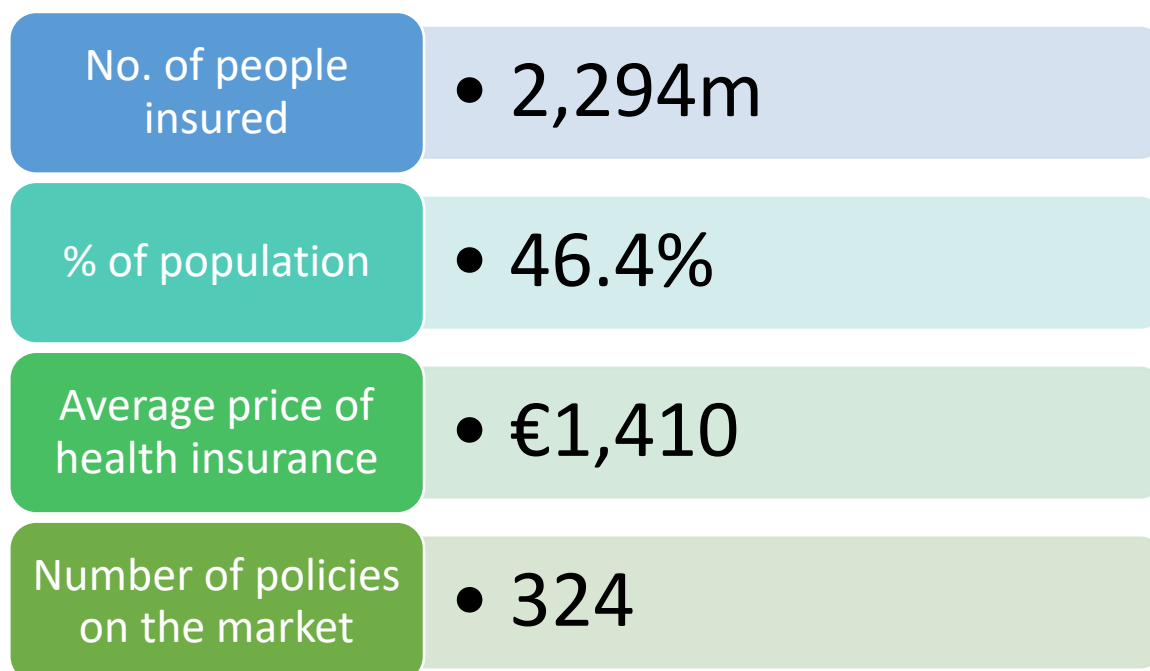 No. of people
insured
• 2,294m
% of population
• 46.4%
Average price of
health insurance
• €1,410
Number of policies
on the market
• 324